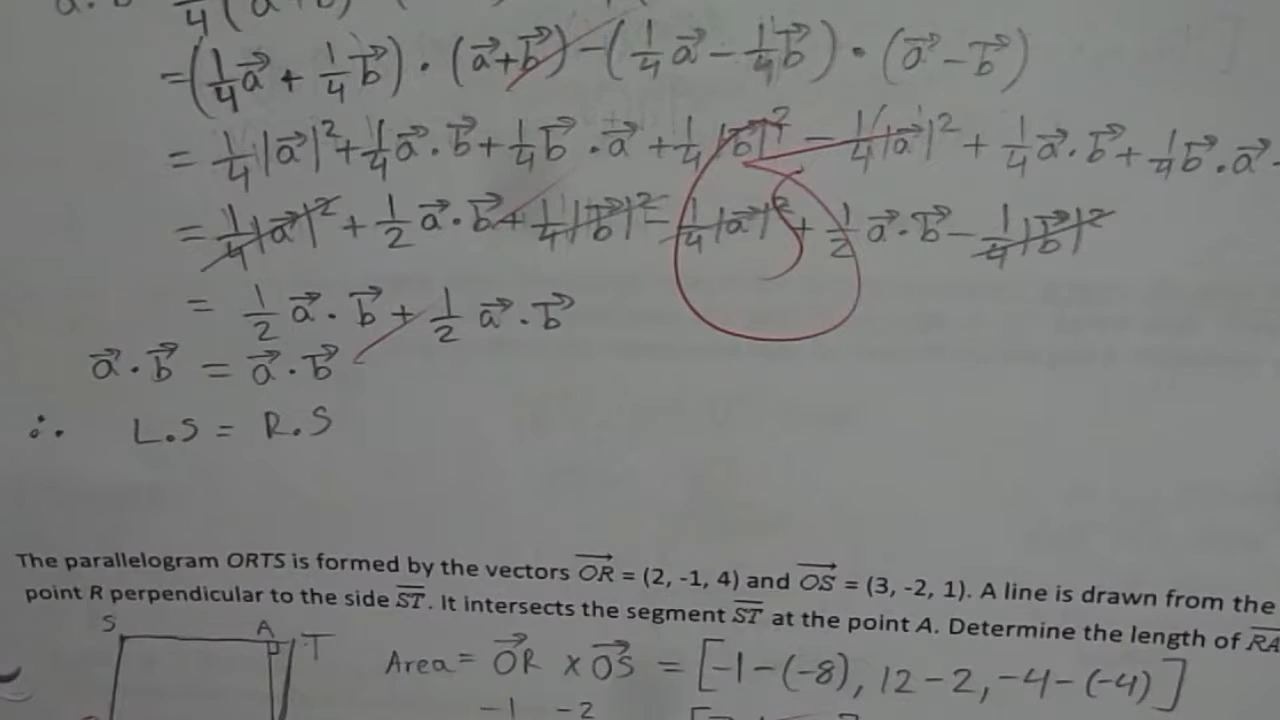 1/4(a⃗+b⃗)
=(1/4 a⃗ + 1/4 b⃗) · (a⃗+b⃗) - (1/4 a⃗ - 1/4 b⃗) · (a⃗ - b⃗)
= 1/4|a⃗|² + 1/4 a⃗·b⃗ + 1/4 b⃗·a⃗ + 1/4|b⃗|² - 1/4|a⃗|² + 1/4 a⃗·b⃗ + 1/4 b⃗·a⃗ -
= 1/4|a⃗|² + 1/2 a⃗·b⃗ + 1/4|b⃗|² - 1/4|a⃗|² + 1/2 a⃗·b⃗ - 1/4|b⃗|²
= 1/2 a⃗·b⃗ + 1/2 a⃗·b⃗
a⃗·b⃗ = a⃗·b⃗
∴ L.S = R.S
The parallelogram ORTS is formed by the vectors OR⃗ = (2, -1, 4) and OS⃗ = (3, -2, 1). A line is drawn from the
point R perpendicular to the side S̅T̅. It intersects the segment S̅T̅ at the point A. Determine the length of R̅A̅
S A T
Area = OR⃗ × OS⃗ = [-1-(-8), 12-2, -4-(-4)]
-1 -2